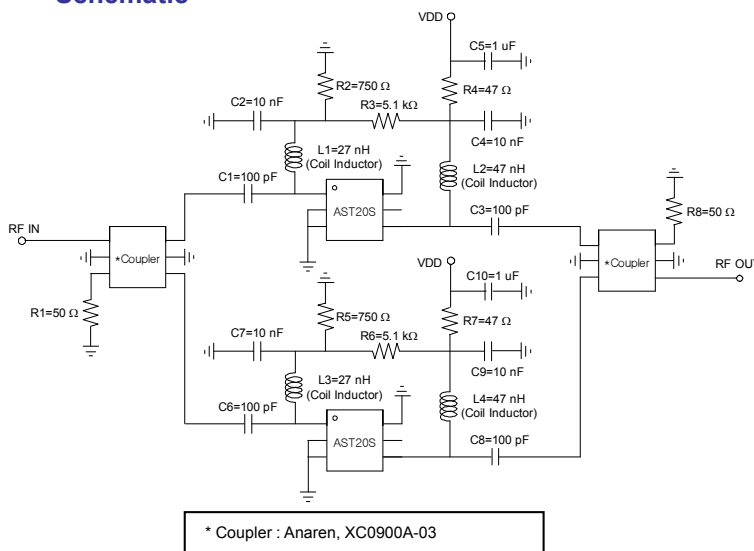 Schematic
VDD
C5=1 uF
R2=750 Ω
R4=47 Ω
C2=10 nF
R3=5.1 kΩ
C4=10 nF
L1=27 nH
(Coil Inductor)
L2=47 nH
(Coil Inductor)
C1=100 pF
AST20S
C3=100 pF
R8=50 Ω
RF IN
*Coupler
*Coupler
RF OUT
VDD
C10=1 uF
R1=50 Ω
R5=750 Ω
R7=47 Ω
C7=10 nF
R6=5.1 kΩ
C9=10 nF
L3=27 nH
(Coil Inductor)
L4=47 nH
(Coil Inductor)
C6=100 pF
AST20S
C8=100 pF
* Coupler : Anaren, XC0900A-03